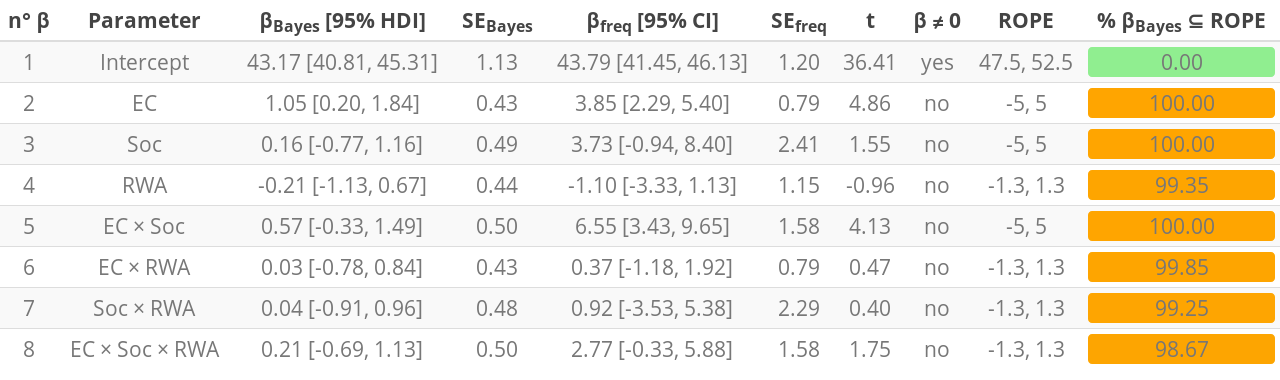 n° β Parameter βBayes [95% HDI] SEBayes βfreq [95% CI] SEfreq t β ≠ 0 ROPE % βBayes ⊆ ROPE
1 Intercept 43.17 [40.81, 45.31] 1.13 43.79 [41.45, 46.13] 1.20 36.41 yes 47.5, 52.5 0.00
2 EC 1.05 [0.20, 1.84] 0.43 3.85 [2.29, 5.40] 0.79 4.86 no -5, 5 100.00
3 Soc 0.16 [-0.77, 1.16] 0.49 3.73 [-0.94, 8.40] 2.41 1.55 no -5, 5 100.00
4 RWA -0.21 [-1.13, 0.67] 0.44 -1.10 [-3.33, 1.13] 1.15 -0.96 no -1.3, 1.3 99.35
5 EC × Soc 0.57 [-0.33, 1.49] 0.50 6.55 [3.43, 9.65] 1.58 4.13 no -5, 5 100.00
6 EC × RWA 0.03 [-0.78, 0.84] 0.43 0.37 [-1.18, 1.92] 0.79 0.47 no -1.3, 1.3 99.85
7 Soc × RWA 0.04 [-0.91, 0.96] 0.48 0.92 [-3.53, 5.38] 2.29 0.40 no -1.3, 1.3 99.25
8 EC × Soc × RWA 0.21 [-0.69, 1.13] 0.50 2.77 [-0.33, 5.88] 1.58 1.75 no -1.3, 1.3 98.67